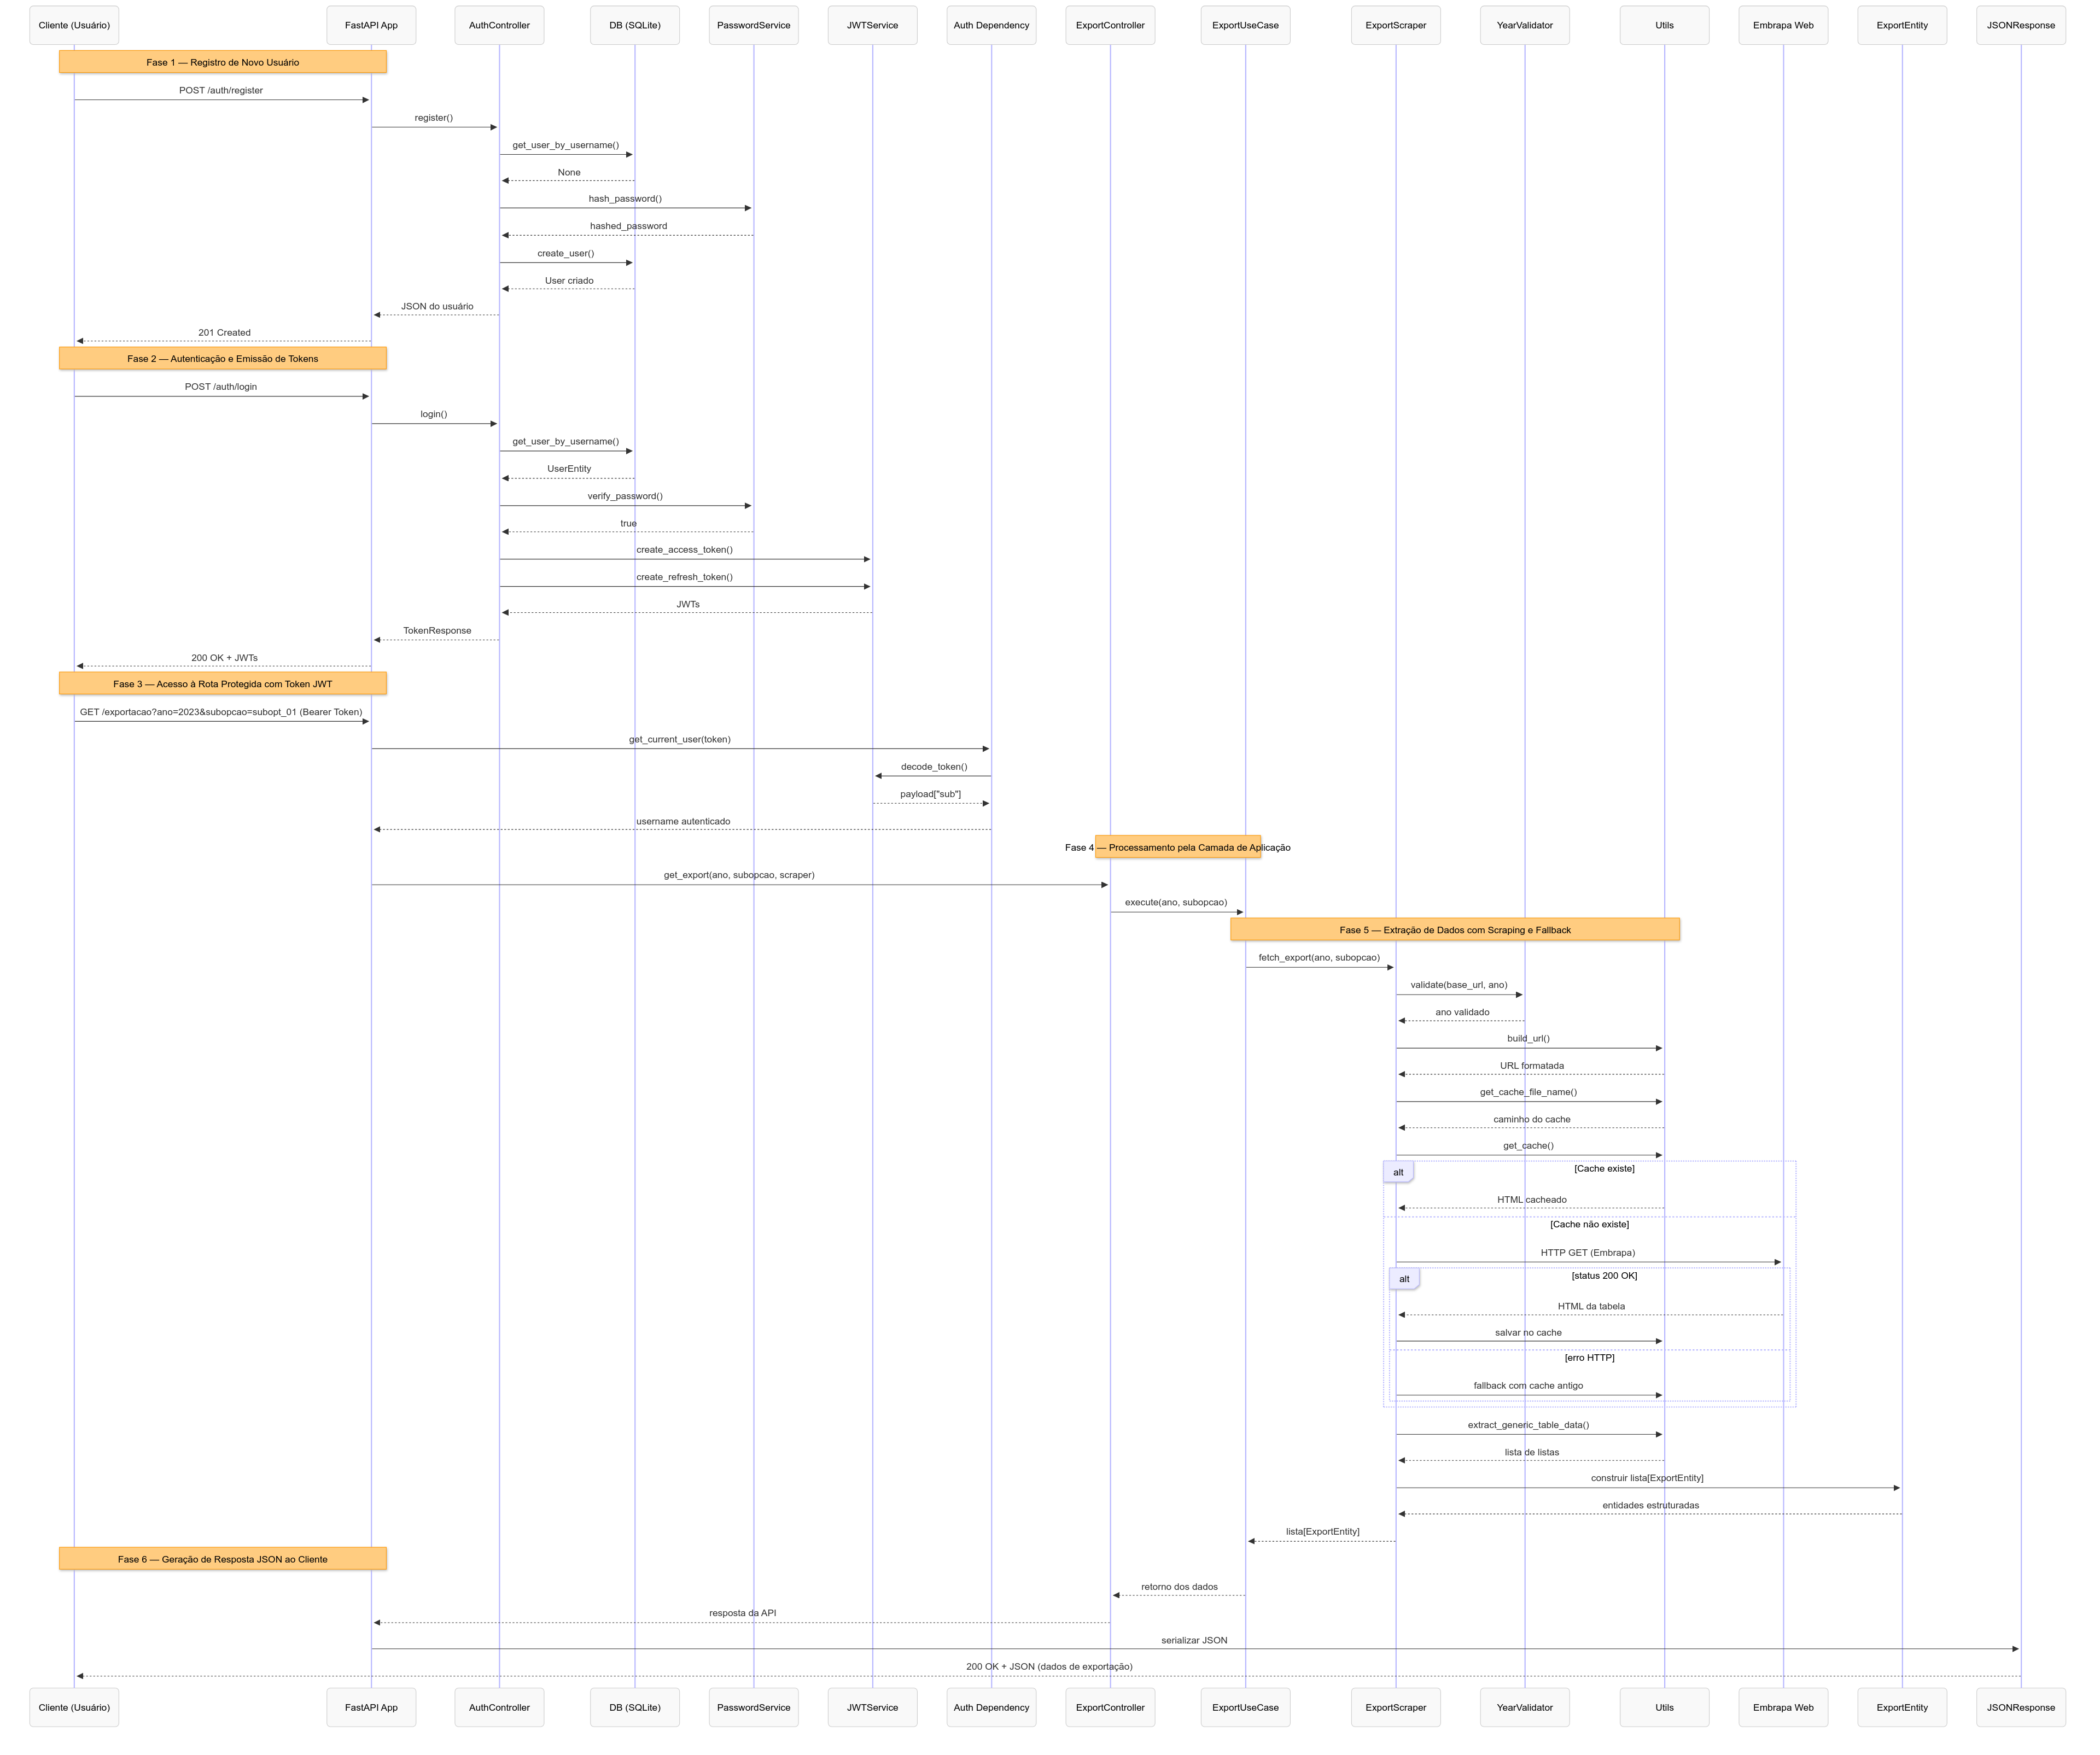 Cliente (Usuário)
FastAPI App
AuthController
DB (SQLite)
PasswordService
JWTService
Auth Dependency
ExportController
ExportUseCase
ExportScraper
YearValidator
Utils
Embrapa Web
ExportEntity
JSONResponse
Fase 1 — Registro de Novo Usuário
POST /auth/register
register()
get_user_by_username()
None
hash_password()
hashed_password
create_user()
User criado
JSON do usuário
201 Created
Fase 2 — Autenticação e Emissão de Tokens
POST /auth/login
login()
get_user_by_username()
UserEntity
verify_password()
true
create_access_token()
create_refresh_token()
JWTs
TokenResponse
200 OK + JWTs
Fase 3 — Acesso à Rota Protegida com Token JWT
GET /exportacao?ano=2023&subopcao=subopt_01 (Bearer Token)
get_current_user(token)
decode_token()
payload["sub"]
username autenticado
Fase 4 — Processamento pela Camada de Aplicação
get_export(ano, subopcao, scraper)
execute(ano, subopcao)
Fase 5 — Extração de Dados com Scraping e Fallback
fetch_export(ano, subopcao)
validate(base_url, ano)
ano validado
build_url()
URL formatada
get_cache_file_name()
caminho do cache
get_cache()
alt
[Cache existe]
HTML cacheado
[Cache não existe]
HTTP GET (Embrapa)
alt
[status 200 OK]
HTML da tabela
salvar no cache
[erro HTTP]
fallback com cache antigo
extract_generic_table_data()
lista de listas
construir lista[ExportEntity]
entidades estruturadas
lista[ExportEntity]
Fase 6 — Geração de Resposta JSON ao Cliente
retorno dos dados
resposta da API
serializar JSON
200 OK + JSON (dados de exportação)
Cliente (Usuário)
FastAPI App
AuthController
DB (SQLite)
PasswordService
JWTService
Auth Dependency
ExportController
ExportUseCase
ExportScraper
YearValidator
Utils
Embrapa Web
ExportEntity
JSONResponse